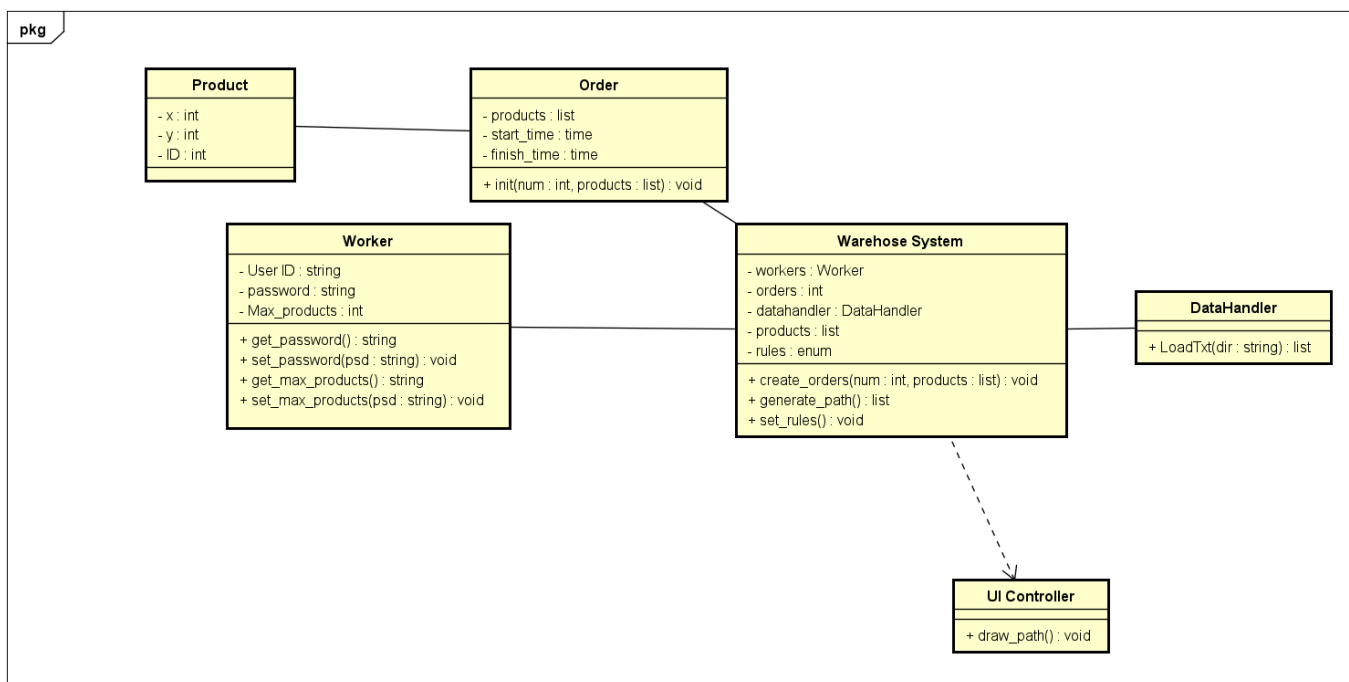 pkg
Product
- x : int
- y : int
- ID : int
Order
- products : list
- start_time : time
- finish_time : time
+ init(num : int, products : list) : void
Worker
- User ID : string
- password : string
- Max_products : int
+ get_password() : string
+ set_password(psd : string) : void
+ get_max_products() : string
+ set_max_products(psd : string) : void
Warehose System
- workers : Worker
- orders : int
- datahandler : DataHandler
- products : list
- rules : enum
+ create_orders(num : int, products : list) : void
+ generate_path() : list
+ set_rules() : void
DataHandler
+ LoadTxt(dir : string) : list
UI Controller
+ draw_path() : void